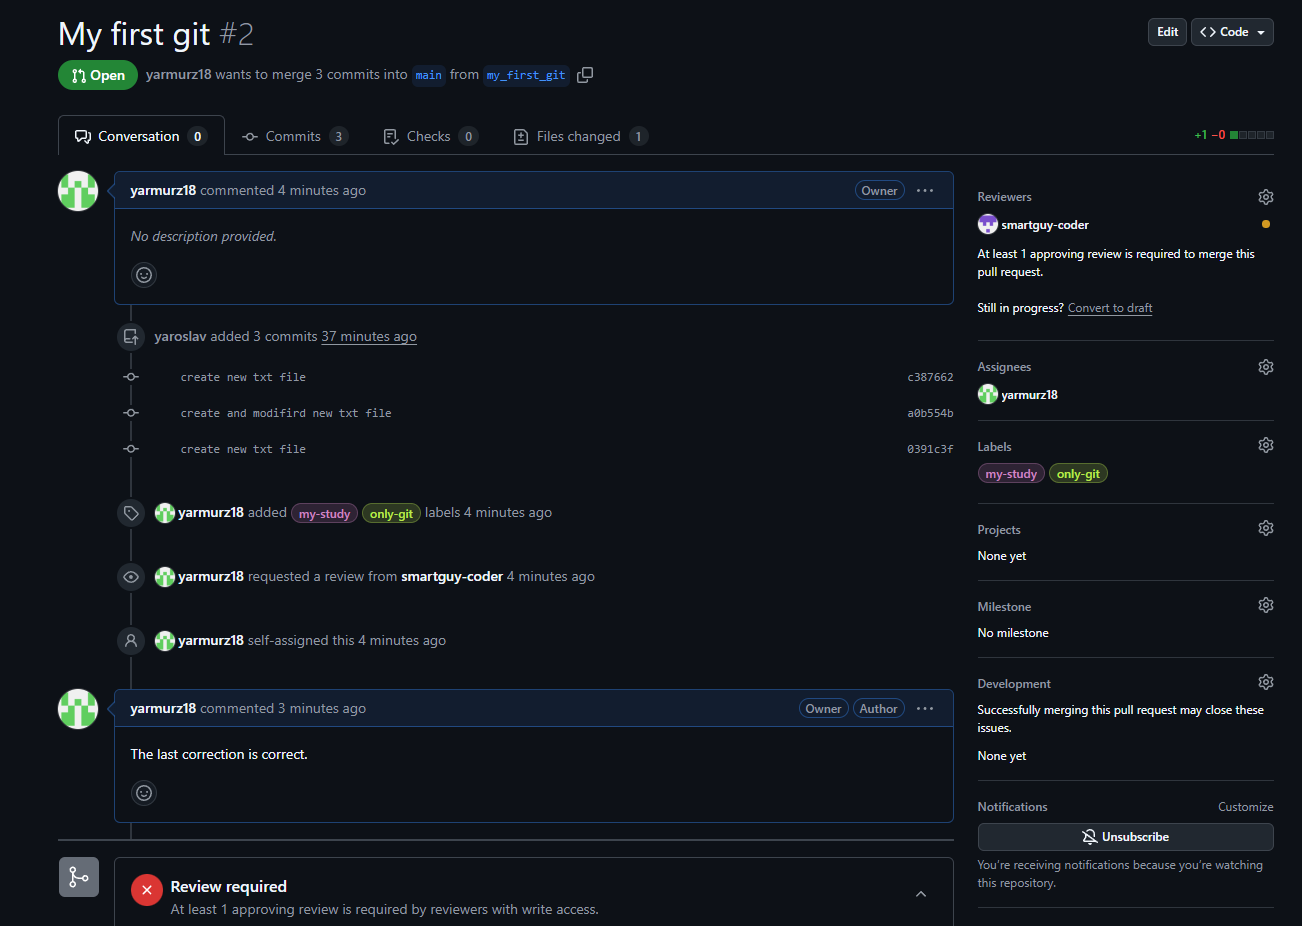 My first git #2
Edit
Code
Open
yarmurz18 wants to merge 3 commits into main from my_first_git
Conversation 0
Commits 3
Checks 0
Files changed 1
+1 −0
yarmurz18 commented 4 minutes ago
Owner
No description provided.
yaroslav added 3 commits 37 minutes ago
create new txt file
c387662
create and modifird new txt file
a0b554b
create new txt file
0391c3f
yarmurz18 added my-study only-git labels 4 minutes ago
yarmurz18 requested a review from smartguy-coder 4 minutes ago
yarmurz18 self-assigned this 4 minutes ago
yarmurz18 commented 3 minutes ago
Owner
Author
The last correction is correct.
Review required
At least 1 approving review is required by reviewers with write access.
Reviewers
smartguy-coder
At least 1 approving review is required to merge this
pull request.
Still in progress? Convert to draft
Assignees
yarmurz18
Labels
my-study only-git
Projects
None yet
Milestone
No milestone
Development
Successfully merging this pull request may close these
issues.
None yet
Notifications
Customize
Unsubscribe
You're receiving notifications because you're watching
this repository.